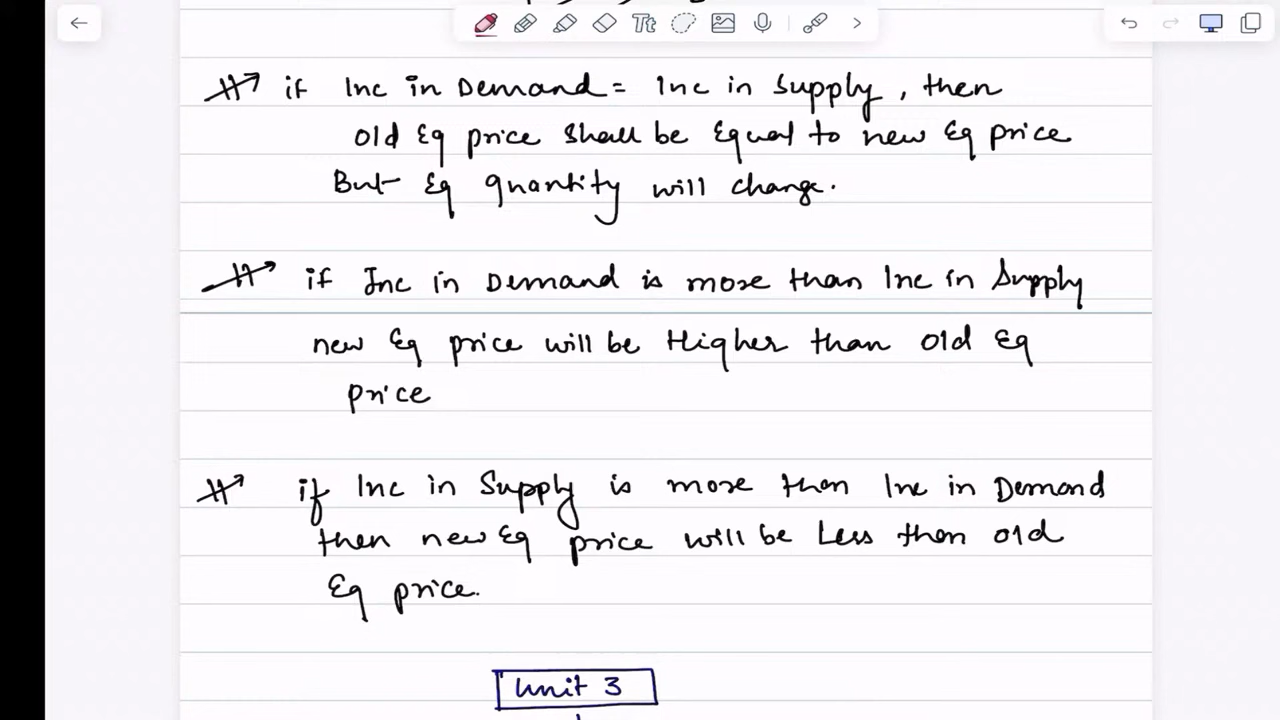 if Inc in Demand = Inc in Supply, then
old Eq price shall be Equal to new Eq price
But Eq quantity will change.
if Inc in Demand is more than Inc in Supply
new Eq price will be Higher than old Eq
price
if Inc in Supply is more then Inc in Demand
then new Eq price will be Less then old
Eq price.
Unit 3
Tt